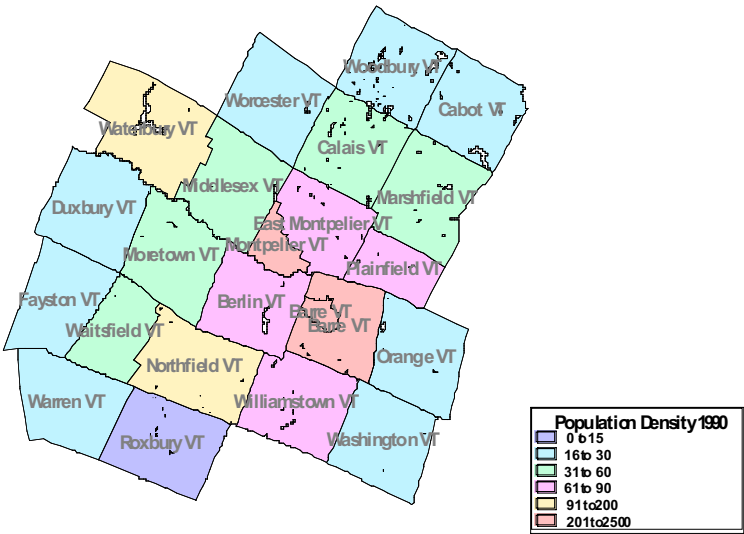 Woodbury VT
Worcester VT
Cabot VT
Waterbury VT
Calais VT
Middlesex VT
Marshfield VT
Duxbury VT
East Montpelier VT
Montpelier VT
Moretown VT
Plainfield VT
Fayston VT
Berlin VT
Barre VT
Barre VT
Waitsfield VT
Orange VT
Northfield VT
Warren VT
Williamstown VT
Roxbury VT
Washington VT
Population Density 1990
0 to 15
16 to 30
31 to 60
61 to 90
91 to 200
201 to 2500